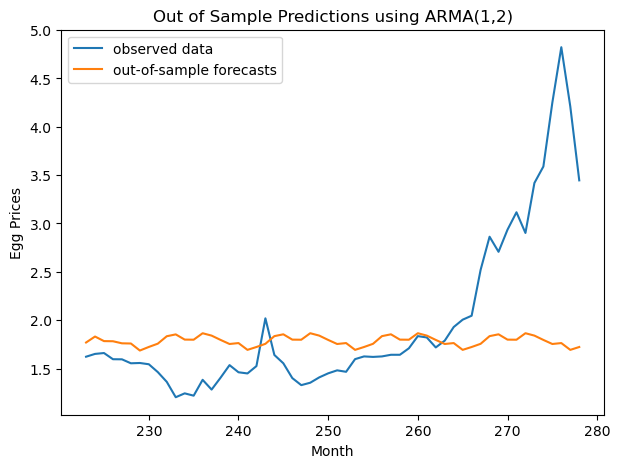 Out of Sample Predictions using ARMA(1,2)
observed data
out-of-sample forecasts
5.0
4.5
4.0
3.5
3.0
2.5
2.0
1.5
Egg Prices
230 240 250 260 270 280
Month